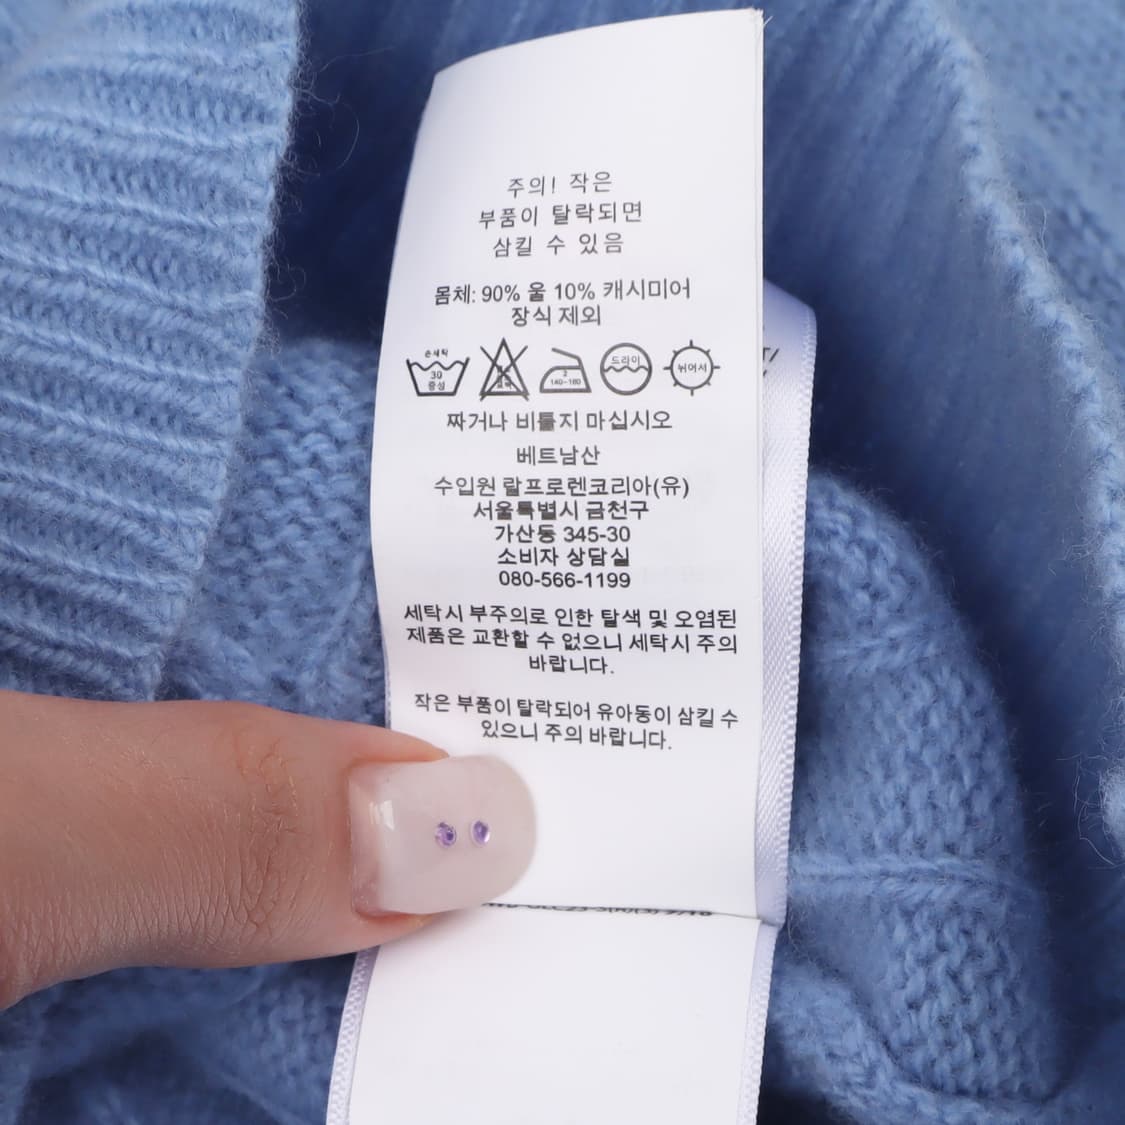 주의! 작은
부품이 탈락되면
삼킬 수 있음
몸체: 90% 울 10% 캐시미어
장식 제외
손세탁
30
중성
2
140~160
드라이
뉘어서
짜거나 비틀지 마십시오
베트남산
수입원 랄프로렌코리아(유)
서울특별시 금천구
가산동 345-30
소비자 상담실
080-566-1199
세탁시 부주의로 인한 탈색 및 오염된
제품은 교환할 수 없으니 세탁시 주의
바랍니다.
작은 부품이 탈락되어 유아동이 삼킬 수
있으니 주의 바랍니다.